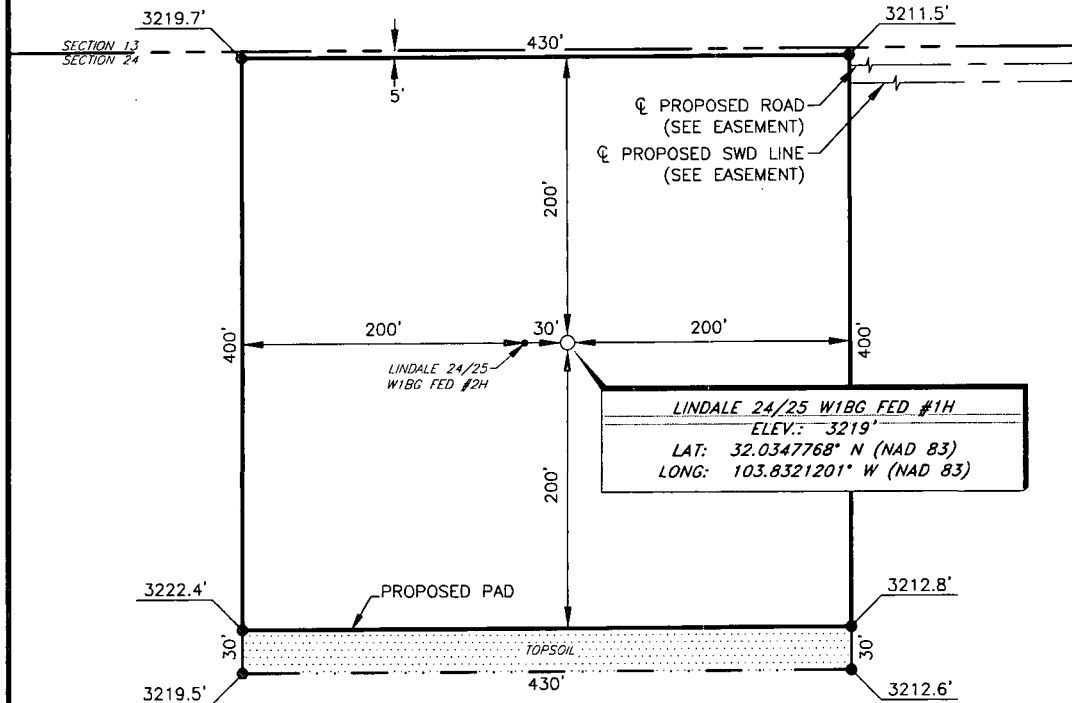 3219.7'
3211.5'
SECTION 13
SECTION 24
430'
5'
℄ PROPOSED ROAD
(SEE EASEMENT)
℄ PROPOSED SWD LINE
(SEE EASEMENT)
200'
400'
200'
30'
200'
400'
LINDALE 24/25
W1BG FED #2H
LINDALE 24/25 W1BG FED #1H
ELEV.: 3219'
LAT: 32.0347768° N (NAD 83)
LONG: 103.8321201° W (NAD 83)
200'
3222.4'
PROPOSED PAD
3212.8'
30'
TOPSOIL
30'
430'
3219.5'
3212.6'